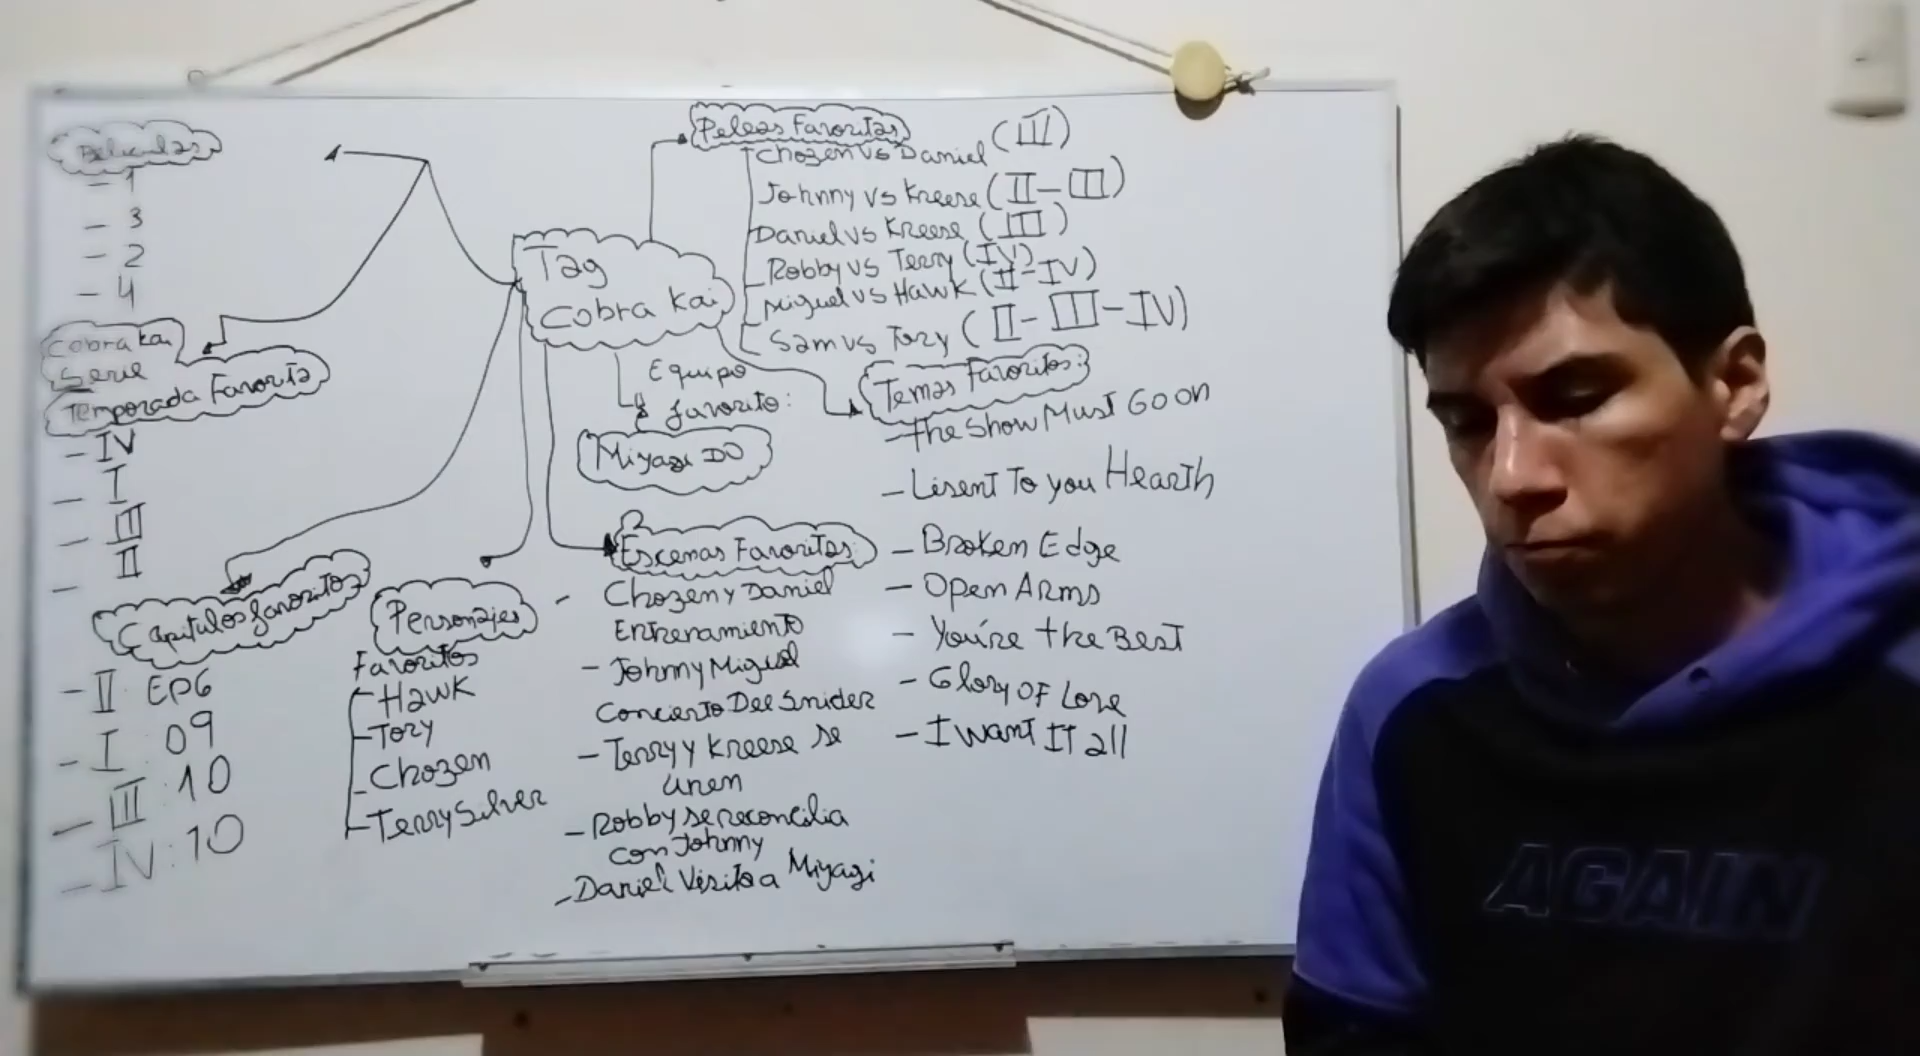 Peliculas
- 1
- 3
- 2
- 4
Cobra Kai
Serie
Temporada Favorita
- IV
- I
- III
- II
Capitulos favoritos
- II: EP6
- I: 09
- III: 10
- IV: 10
Tag
Cobra Kai
Equipo
favorito:
Miyagi DO
Personajes
Favoritos
- Hawk
- Tory
- Chozen
- Terry Silver
Peleas Favoritas
Chozen vs Daniel (III)
Johnny vs Kreese (II-III)
Daniel vs Kreese (III)
Robby vs Terry (IV)
Miguel vs Hawk (II-IV)
Sam vs Tory (II-III-IV)
Escenas Favoritas:
- Chozen y Daniel
Entrenamiento
- Johnny Miguel
Concierto Dee Snider
- Terry y Kreese se
unen
- Robby se reconcilia
con Johnny
- Daniel Visita a Miyagi
Temas Favoritos:
- The Show Must Go on
- Lisent To you Hearth
- Broken Edge
- Open Arms
- You're the Best
- Glory Of Love
- I Want It all
AGAIN